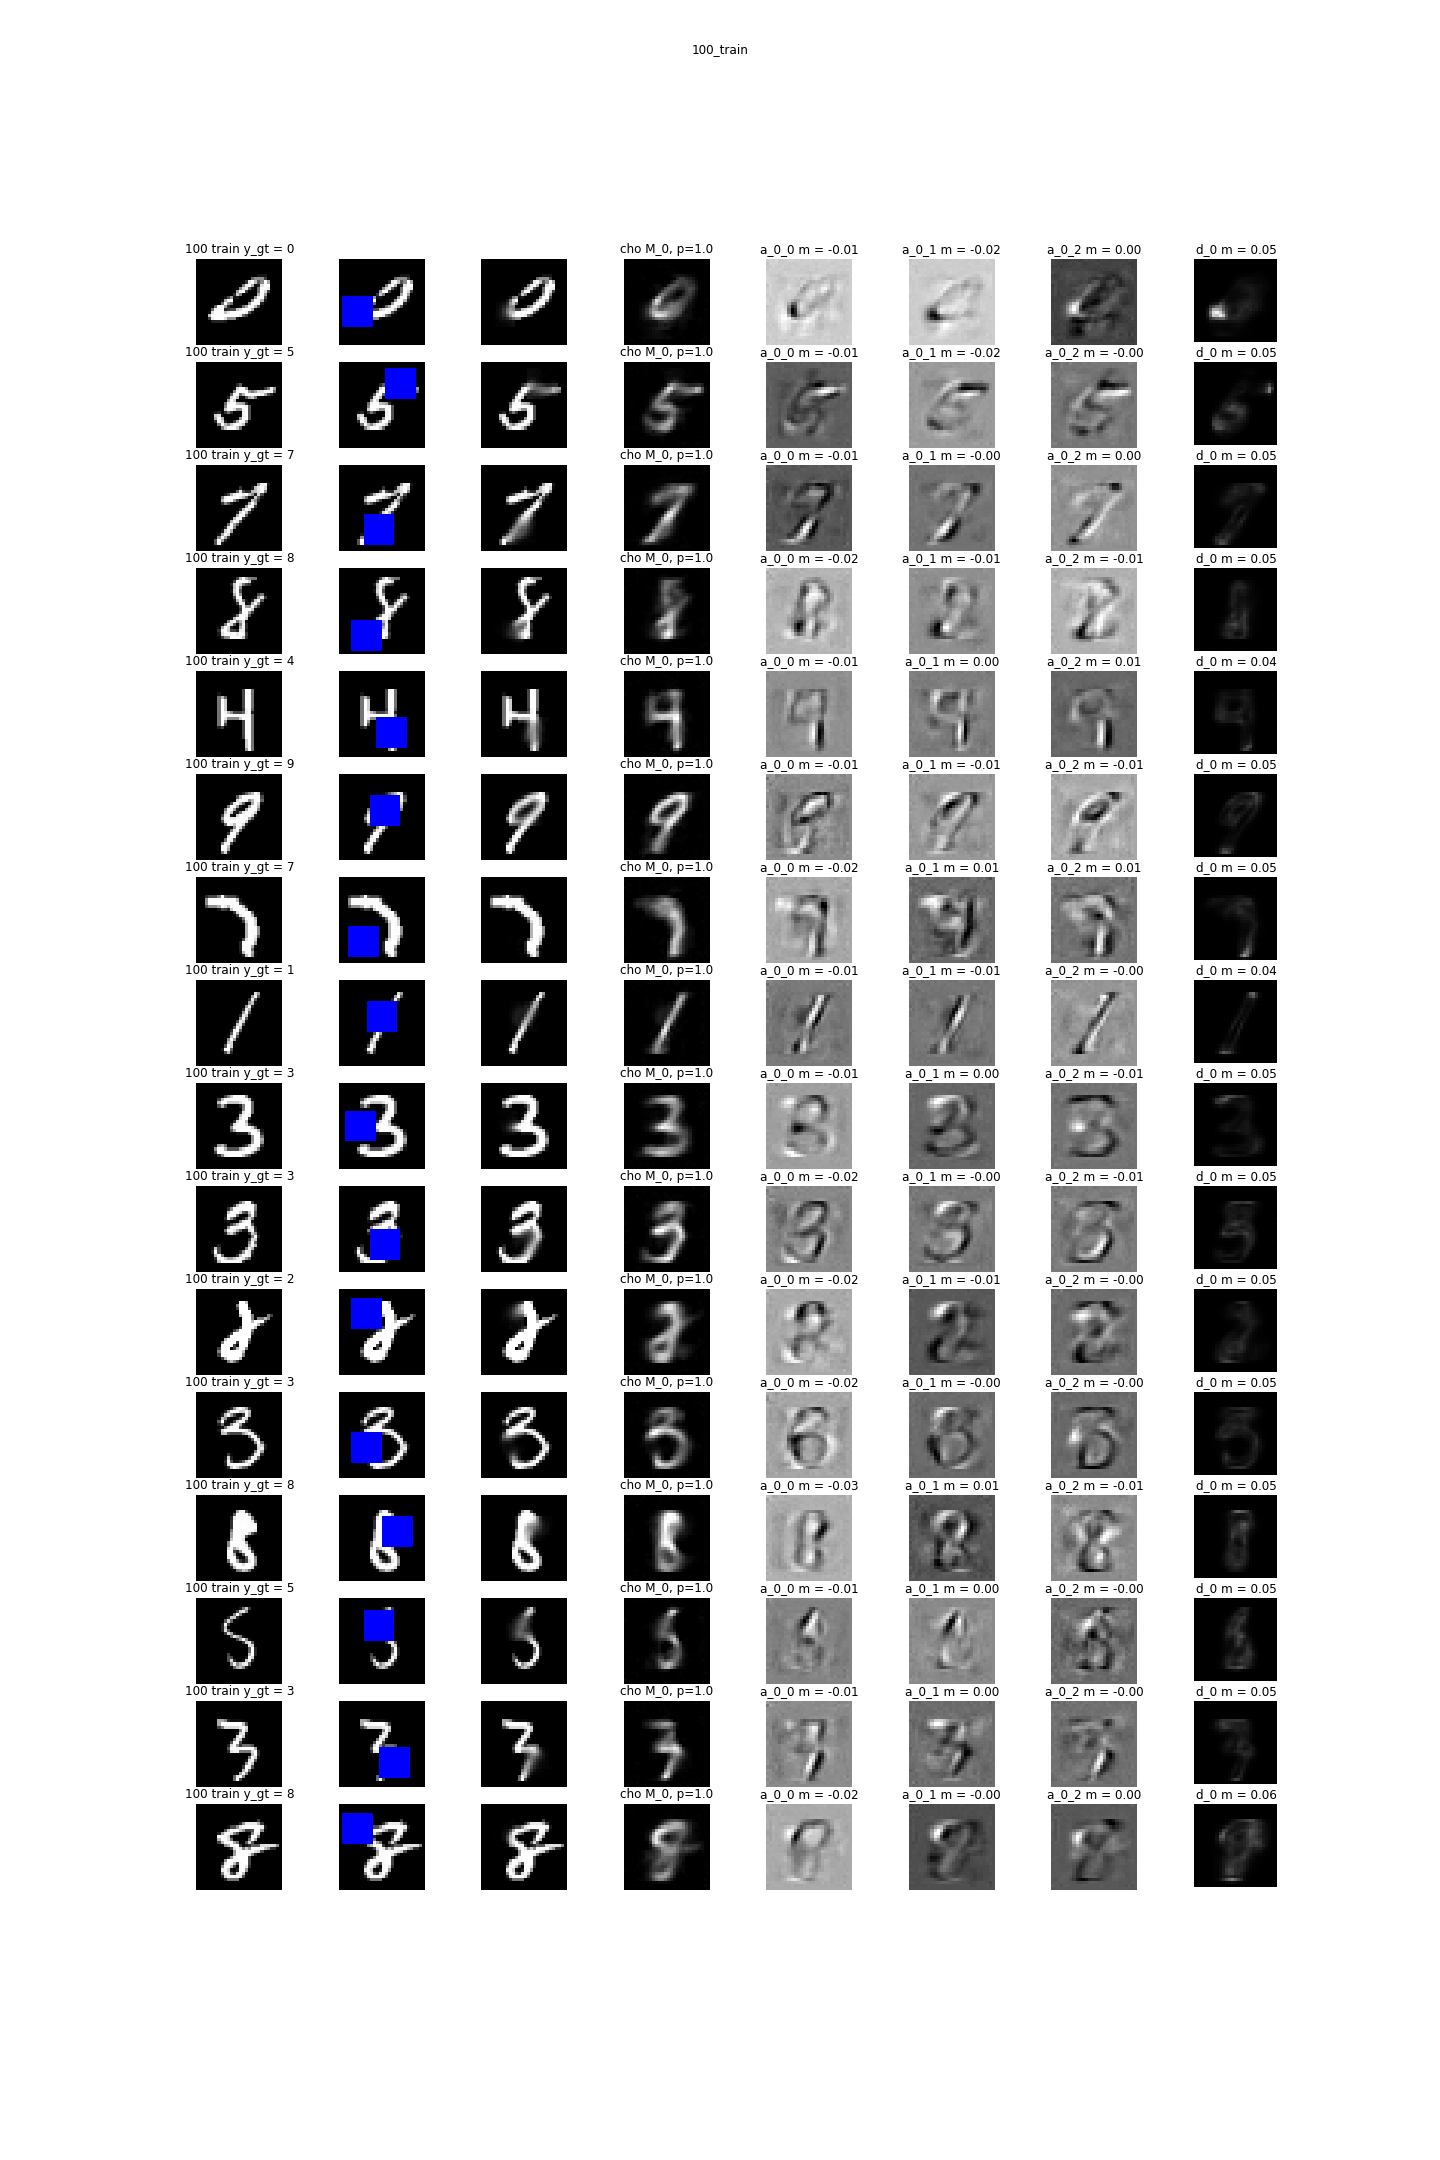 100_train
100 train y_gt = 0 cho M_0, p=1.0 a_0_0 m = -0.01 a_0_1 m = -0.02 a_0_2 m = 0.00 d_0 m = 0.05
100 train y_gt = 5 cho M_0, p=1.0 a_0_0 m = -0.01 a_0_1 m = -0.02 a_0_2 m = -0.00 d_0 m = 0.05
100 train y_gt = 7 cho M_0, p=1.0 a_0_0 m = -0.01 a_0_1 m = -0.00 a_0_2 m = 0.00 d_0 m = 0.05
100 train y_gt = 8 cho M_0, p=1.0 a_0_0 m = -0.02 a_0_1 m = -0.01 a_0_2 m = -0.01 d_0 m = 0.05
100 train y_gt = 4 cho M_0, p=1.0 a_0_0 m = -0.01 a_0_1 m = 0.00 a_0_2 m = 0.01 d_0 m = 0.04
100 train y_gt = 9 cho M_0, p=1.0 a_0_0 m = -0.01 a_0_1 m = -0.01 a_0_2 m = -0.01 d_0 m = 0.05
100 train y_gt = 7 cho M_0, p=1.0 a_0_0 m = -0.02 a_0_1 m = 0.01 a_0_2 m = 0.01 d_0 m = 0.05
100 train y_gt = 1 cho M_0, p=1.0 a_0_0 m = -0.01 a_0_1 m = -0.01 a_0_2 m = -0.00 d_0 m = 0.04
100 train y_gt = 3 cho M_0, p=1.0 a_0_0 m = -0.01 a_0_1 m = 0.00 a_0_2 m = -0.01 d_0 m = 0.05
100 train y_gt = 3 cho M_0, p=1.0 a_0_0 m = -0.02 a_0_1 m = -0.00 a_0_2 m = -0.01 d_0 m = 0.05
100 train y_gt = 2 cho M_0, p=1.0 a_0_0 m = -0.02 a_0_1 m = -0.01 a_0_2 m = -0.00 d_0 m = 0.05
100 train y_gt = 3 cho M_0, p=1.0 a_0_0 m = -0.02 a_0_1 m = -0.00 a_0_2 m = -0.00 d_0 m = 0.05
100 train y_gt = 8 cho M_0, p=1.0 a_0_0 m = -0.03 a_0_1 m = 0.01 a_0_2 m = -0.01 d_0 m = 0.05
100 train y_gt = 5 cho M_0, p=1.0 a_0_0 m = -0.01 a_0_1 m = 0.00 a_0_2 m = -0.00 d_0 m = 0.05
100 train y_gt = 3 cho M_0, p=1.0 a_0_0 m = -0.01 a_0_1 m = 0.00 a_0_2 m = -0.00 d_0 m = 0.05
100 train y_gt = 8 cho M_0, p=1.0 a_0_0 m = -0.02 a_0_1 m = -0.00 a_0_2 m = 0.00 d_0 m = 0.06